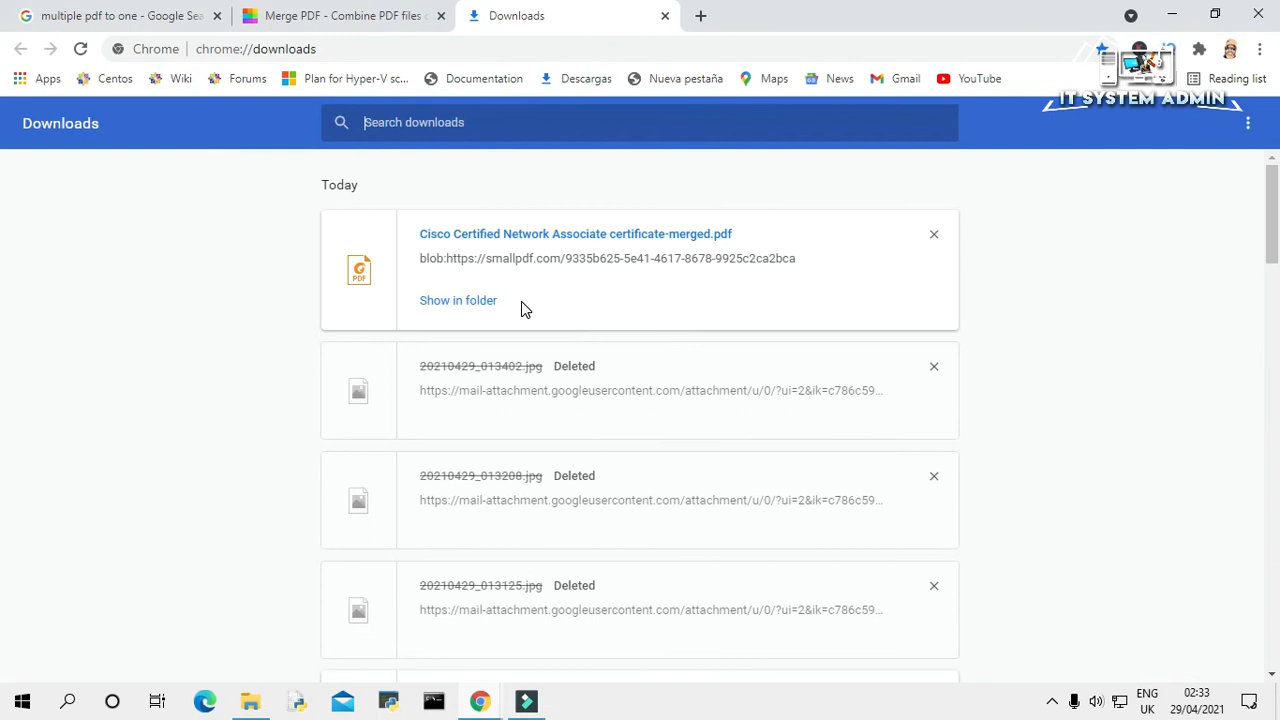 multiple pdf to one - Google Sea
Merge PDF - Combine PDF files o
Downloads
Chrome
chrome://downloads
Apps
Centos
Wiki
Forums
Plan for Hyper-V sc...
Documentation
Descargas
Nueva pestaña
Maps
News
Gmail
YouTube
Reading list
IT SYSTEM ADMIN
Downloads
Search downloads
Today
Cisco Certified Network Associate certificate-merged.pdf
blob:https://smallpdf.com/9335b625-5e41-4617-8678-9925c2ca2bca
Show in folder
PDF
20210429_013402.jpg Deleted
https://mail-attachment.googleusercontent.com/attachment/u/0/?ui=2&ik=c786c59...
20210429_013208.jpg Deleted
https://mail-attachment.googleusercontent.com/attachment/u/0/?ui=2&ik=c786c59...
20210429_013125.jpg Deleted
https://mail-attachment.googleusercontent.com/attachment/u/0/?ui=2&ik=c786c59...
ENG
UK
02:33
29/04/2021